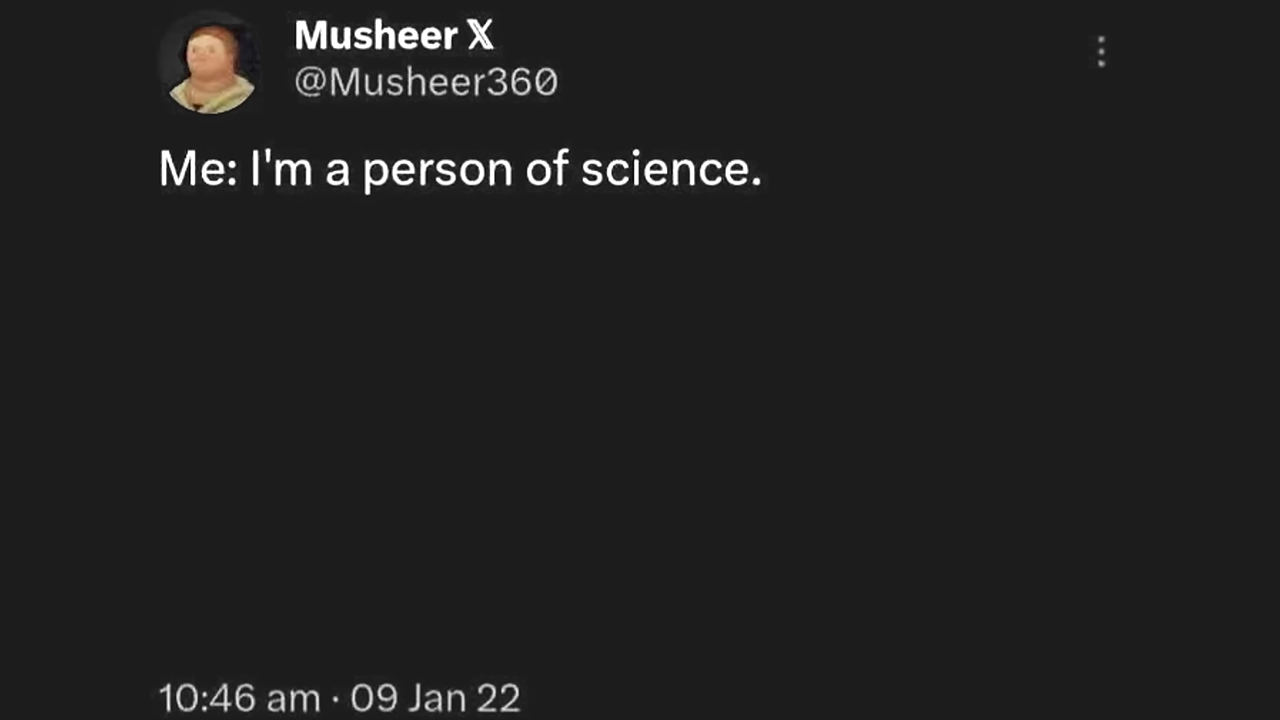 Musheer 𝕏
@Musheer360
Me: I'm a person of science.
10:46 am · 09 Jan 22